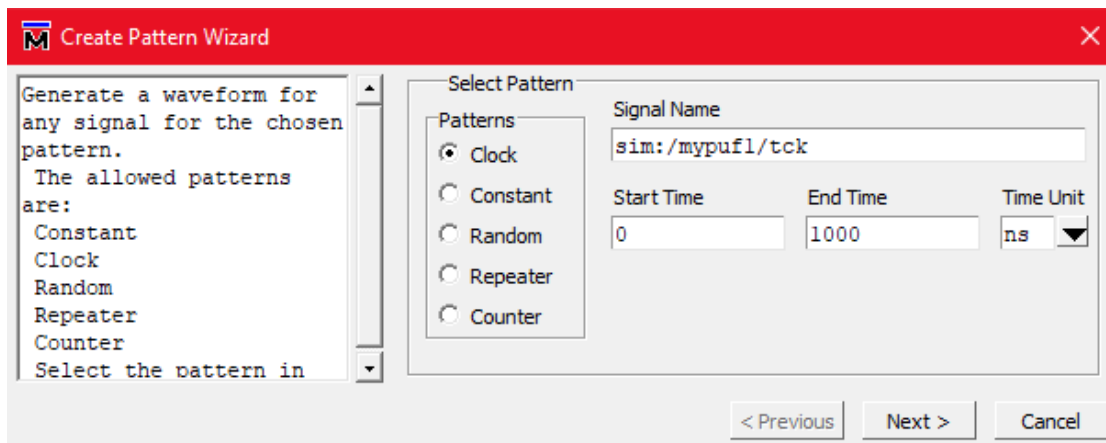 Create Pattern Wizard
Generate a waveform for
any signal for the chosen
pattern.
The allowed patterns
are:
Constant
Clock
Random
Repeater
Counter
Select the pattern in
Select Pattern
Patterns
Clock
Constant
Random
Repeater
Counter
Signal Name
sim:/mypufl/tck
Start Time
End Time
Time Unit
0
1000
ns
< Previous
Next >
Cancel